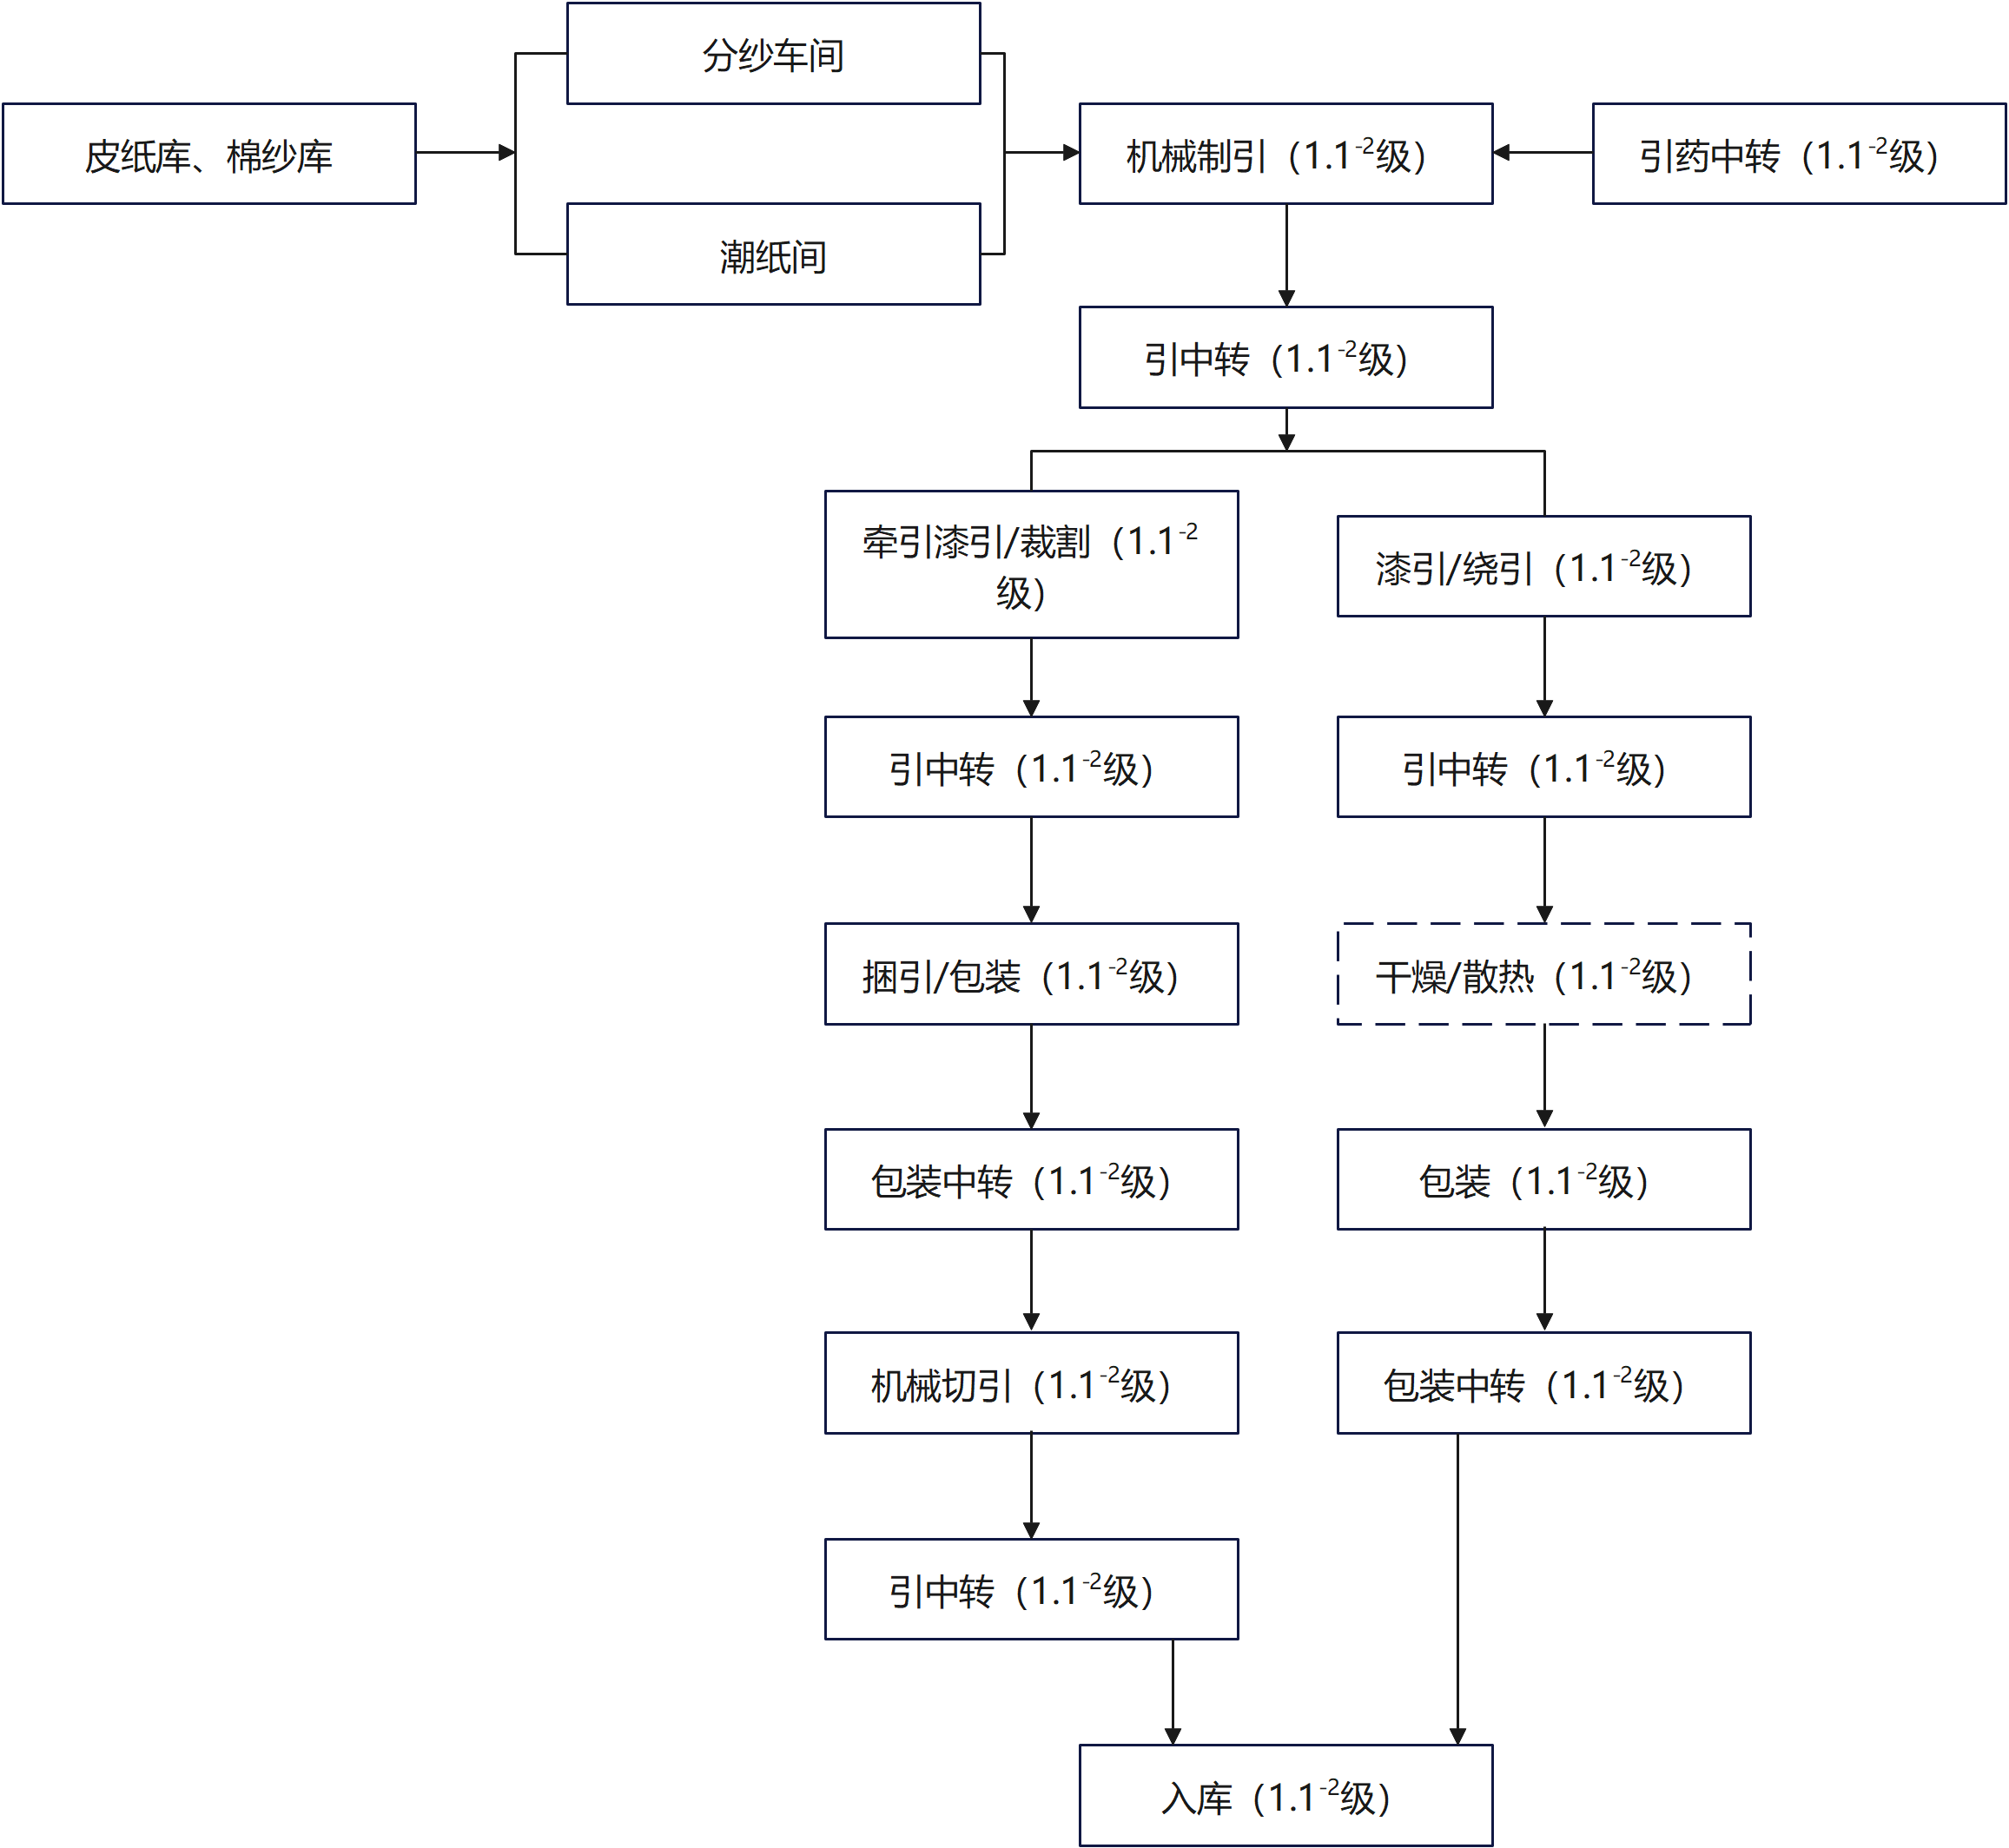 分纱车间
皮纸库、棉纱库
机械制引（1.1⁻²级）
引药中转（1.1⁻²级）
潮纸间
引中转（1.1⁻²级）
牵引漆引/裁割（1.1⁻²
级）
漆引/绕引（1.1⁻²级）
引中转（1.1⁻²级）
引中转（1.1⁻²级）
捆引/包装（1.1⁻²级）
干燥/散热（1.1⁻²级）
包装中转（1.1⁻²级）
包装（1.1⁻²级）
机械切引（1.1⁻²级）
包装中转（1.1⁻²级）
引中转（1.1⁻²级）
入库（1.1⁻²级）